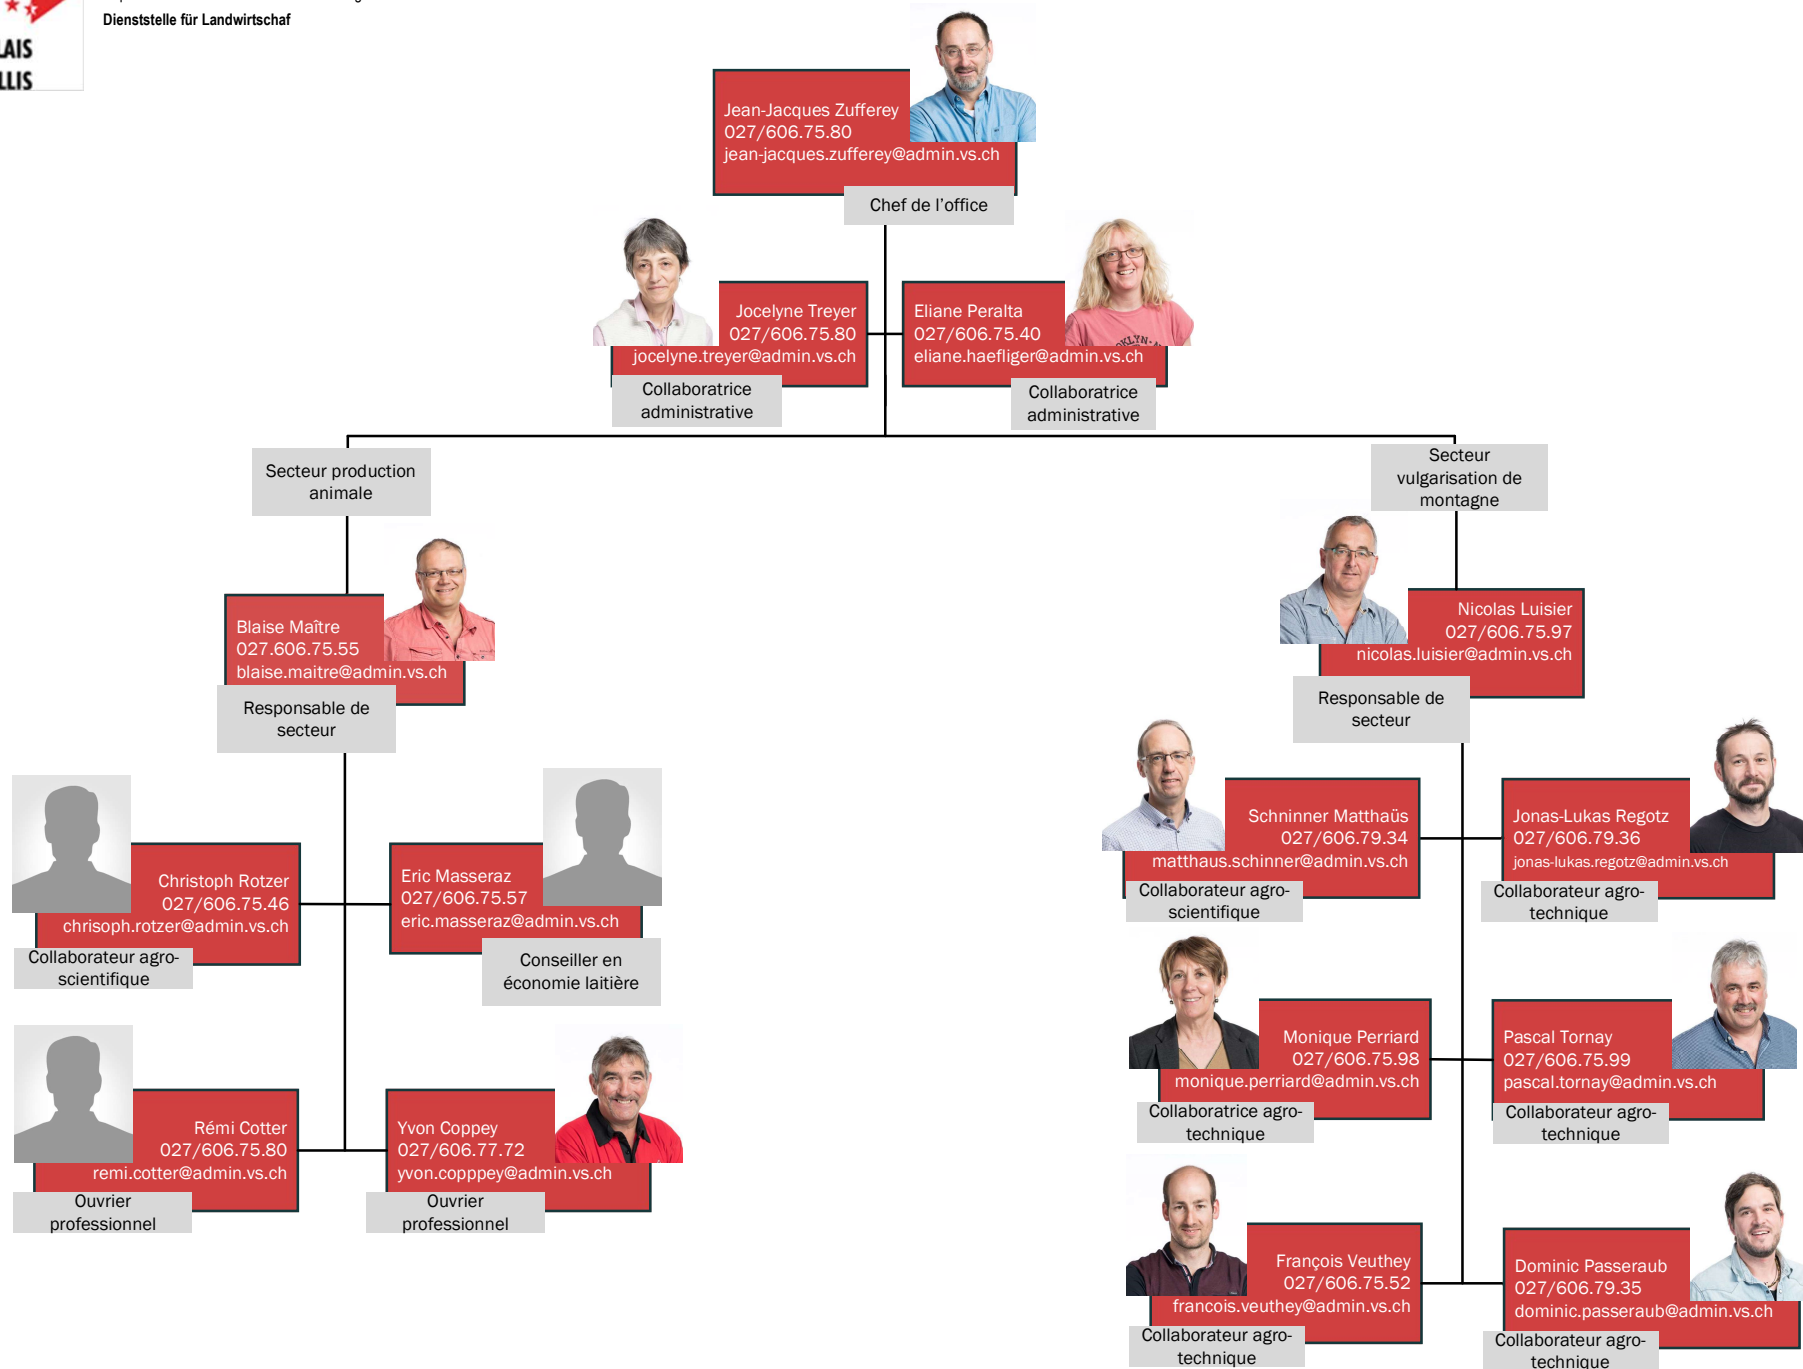 Dienststelle für Landwirtschaf
LAIS
LLIS
Jean-Jacques Zufferey
027/606.75.80
jean-jacques.zufferey@admin.vs.ch
Chef de l'office
Jocelyne Treyer
027/606.75.80
jocelyne.treyer@admin.vs.ch
Collaboratrice
administrative
Eliane Peralta
027/606.75.40
eliane.haefliger@admin.vs.ch
Collaboratrice
administrative
Secteur production
animale
Secteur
vulgarisation de
montagne
Blaise Maître
027.606.75.55
blaise.maitre@admin.vs.ch
Responsable de
secteur
Nicolas Luisier
027/606.75.97
nicolas.luisier@admin.vs.ch
Responsable de
secteur
Christoph Rotzer
027/606.75.46
chrisoph.rotzer@admin.vs.ch
Collaborateur agro-
scientifique
Eric Masseraz
027/606.75.57
eric.masseraz@admin.vs.ch
Conseiller en
économie laitière
Rémi Cotter
027/606.75.80
remi.cotter@admin.vs.ch
Ouvrier
professionnel
Yvon Coppey
027/606.77.72
yvon.copppey@admin.vs.ch
Ouvrier
professionnel
Schninner Matthaüs
027/606.79.34
matthaus.schinner@admin.vs.ch
Collaborateur agro-
scientifique
Jonas-Lukas Regotz
027/606.79.36
jonas-lukas.regotz@admin.vs.ch
Collaborateur agro-
technique
Monique Perriard
027/606.75.98
monique.perriard@admin.vs.ch
Collaboratrice agro-
technique
Pascal Tornay
027/606.75.99
pascal.tornay@admin.vs.ch
Collaborateur agro-
technique
François Veuthey
027/606.75.52
francois.veuthey@admin.vs.ch
Collaborateur agro-
technique
Dominic Passeraub
027/606.79.35
dominic.passeraub@admin.vs.ch
Collaborateur agro-
technique